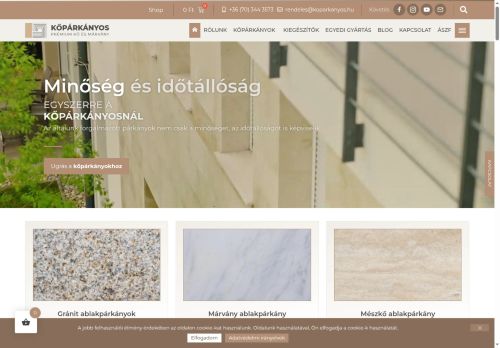 Shop
0 Ft 0
+36 (70) 344 3173 rendeles@koparkanyos.hu
Követés
KŐPÁRKÁNYOS
PRÉMIUM KŐ ÉS MÁRVÁNY
RÓLUNK KŐPÁRKÁNYOK KIEGÉSZÍTŐK EGYEDI GYÁRTÁS BLOG KAPCSOLAT ÁSZF
Minőség és időtállóság
EGYSZERRE A
KŐPÁRKÁNYOSNÁL
Az általunk forgalmazott párkányok nem csak a minőséget, az időtállóságot is képviselik.
Ugrás a kőpárkányokhoz
Gránit ablakpárkányok
Márvány ablakpárkány
Mészkő ablakpárkány
0
A jobb felhasználói élmény érdekében az oldalon cookie-kat használunk. Oldalunk használatával, Ön elfogadja a cookie-k használatát.
Elfogadom
Adatvédelmi irányelvek